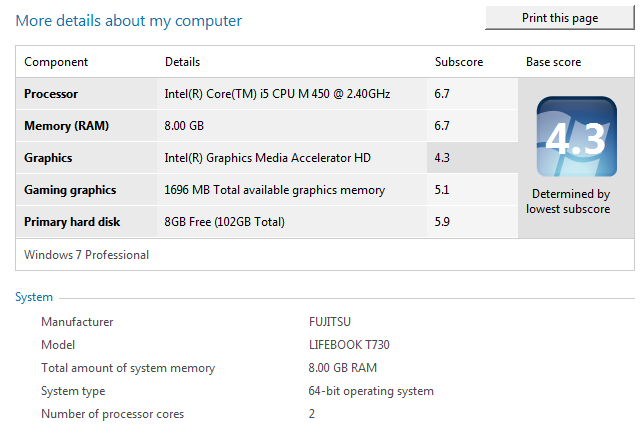 More details about my computer
Print this page
Component Details Subscore Base score
Processor Intel(R) Core(TM) i5 CPU M 450 @ 2.40GHz 6.7
Memory (RAM) 8.00 GB 6.7
Graphics Intel(R) Graphics Media Accelerator HD 4.3
Gaming graphics 1696 MB Total available graphics memory 5.1
Primary hard disk 8GB Free (102GB Total) 5.9
4.3
Determined by
lowest subscore
Windows 7 Professional
System
Manufacturer FUJITSU
Model LIFEBOOK T730
Total amount of system memory 8.00 GB RAM
System type 64-bit operating system
Number of processor cores 2